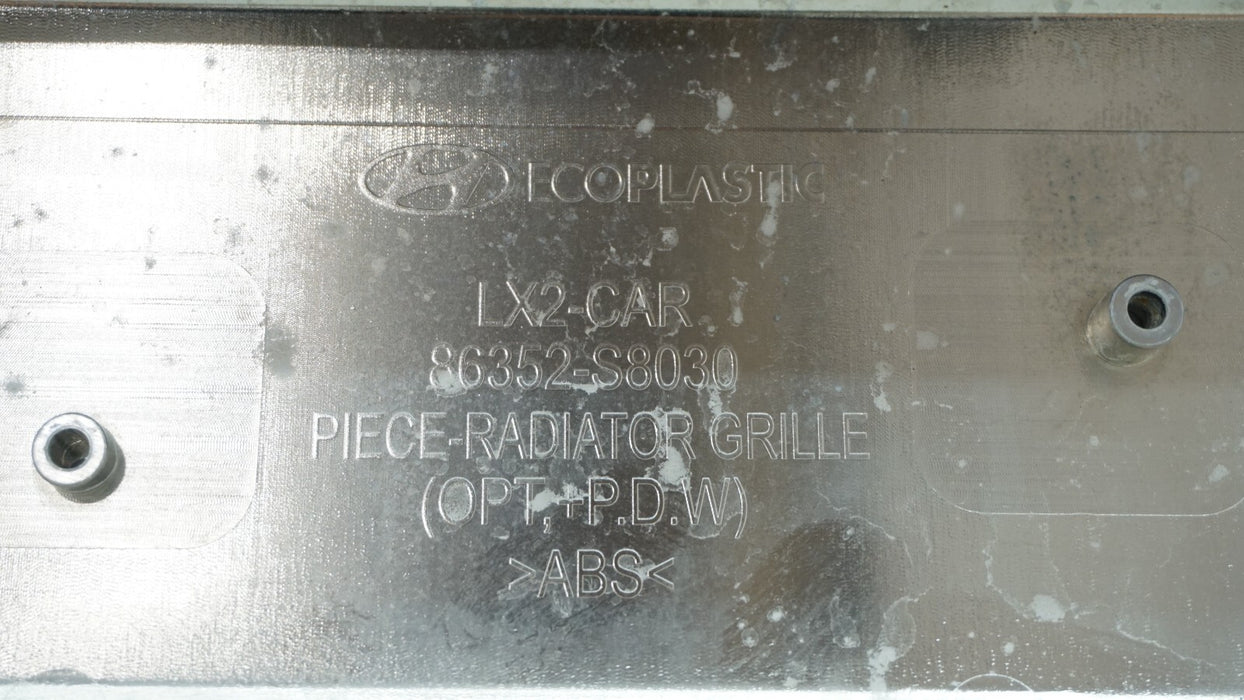 ECOPLASTIC
LX2-CAR
86352-S8030
PIECE-RADIATOR GRILLE
(OPT,+P.D.W)
>ABS<